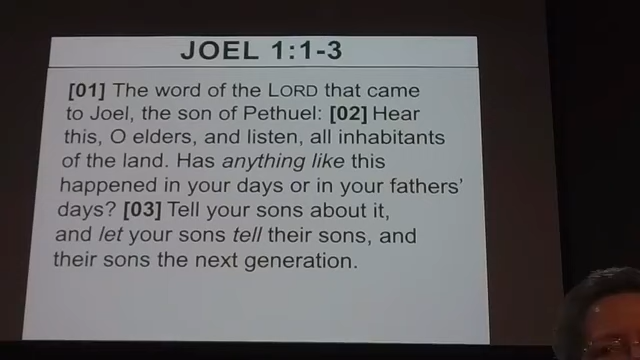 JOEL 1:1-3
[01] The word of the LORD that came
to Joel, the son of Pethuel: [02] Hear
this, O elders, and listen, all inhabitants
of the land. Has anything like this
happened in your days or in your fathers'
days? [03] Tell your sons about it,
and let your sons tell their sons, and
their sons the next generation.